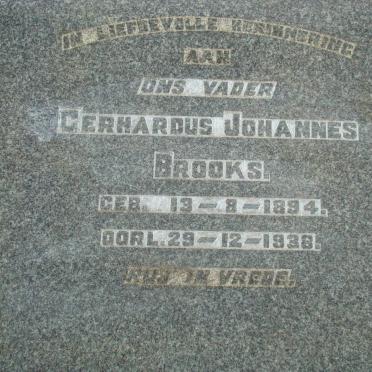 IN LIEFDEVOLLE HERINNERING
AAN
ONS VADER
GERHARDUS JOHANNES
BROOKS.
GEB. 13-8-1894.
OORL. 29-12-1938.
RUS IN VREDE.